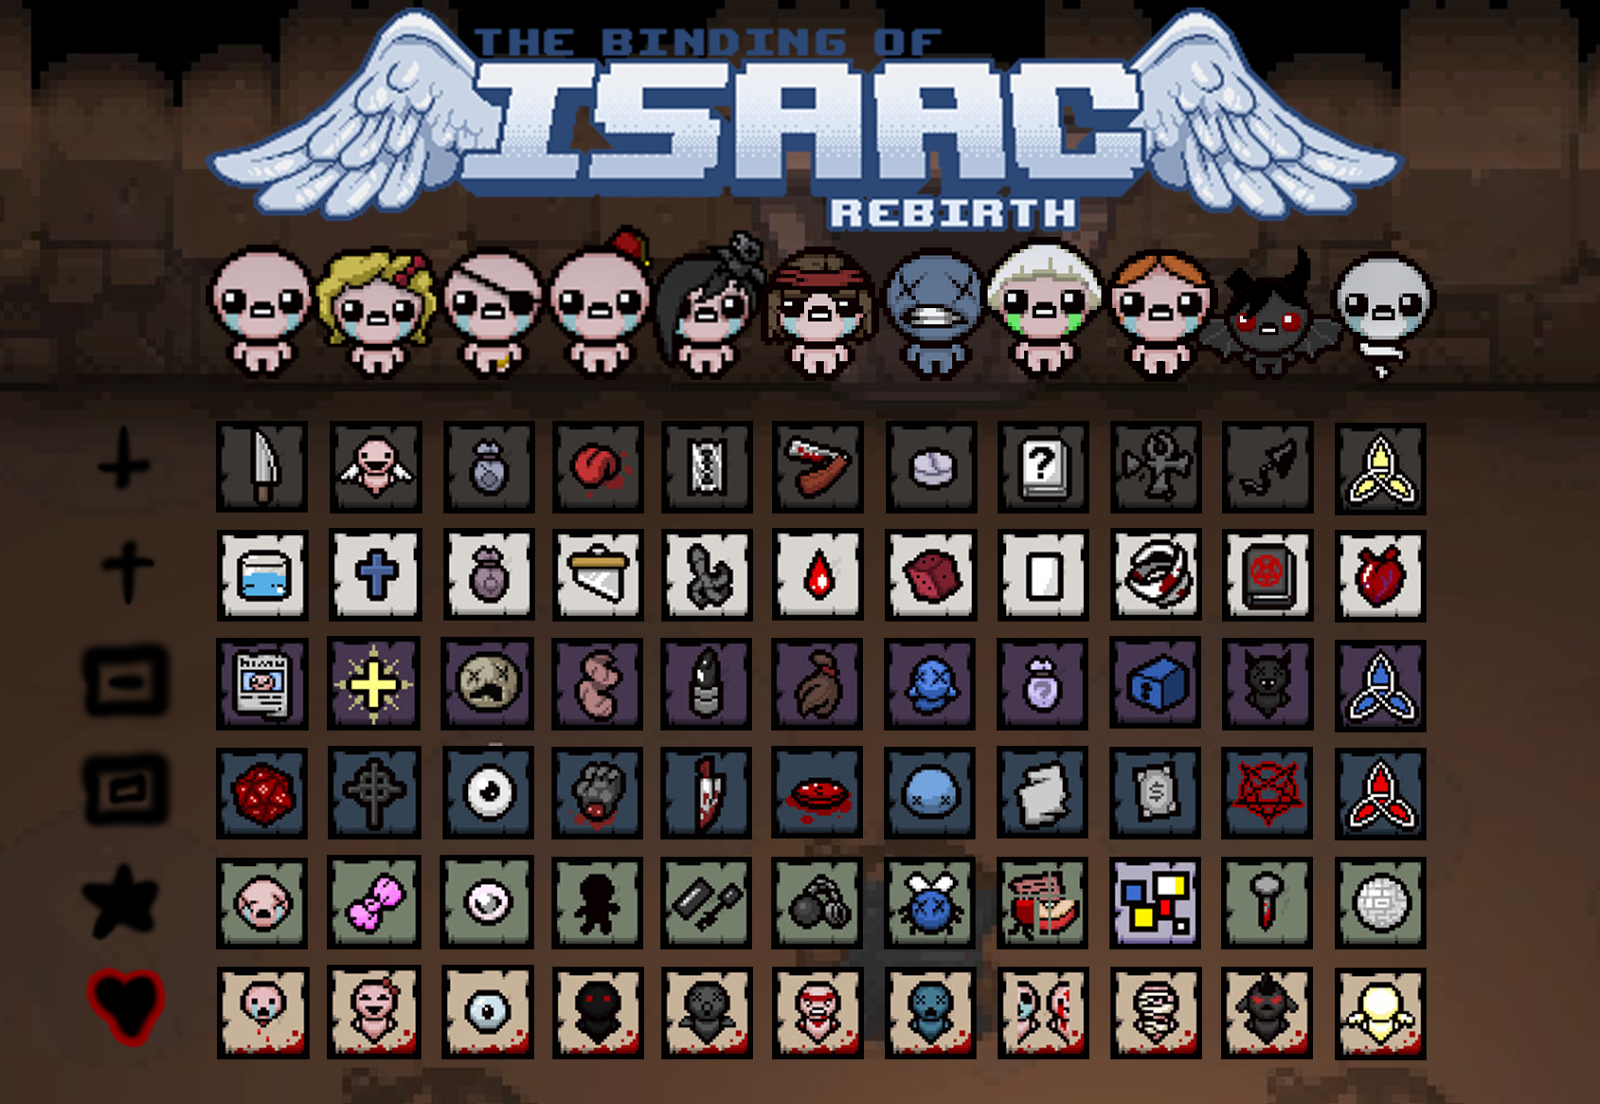 THE BINDING OF
ISAAC
REBIRTH
?
$